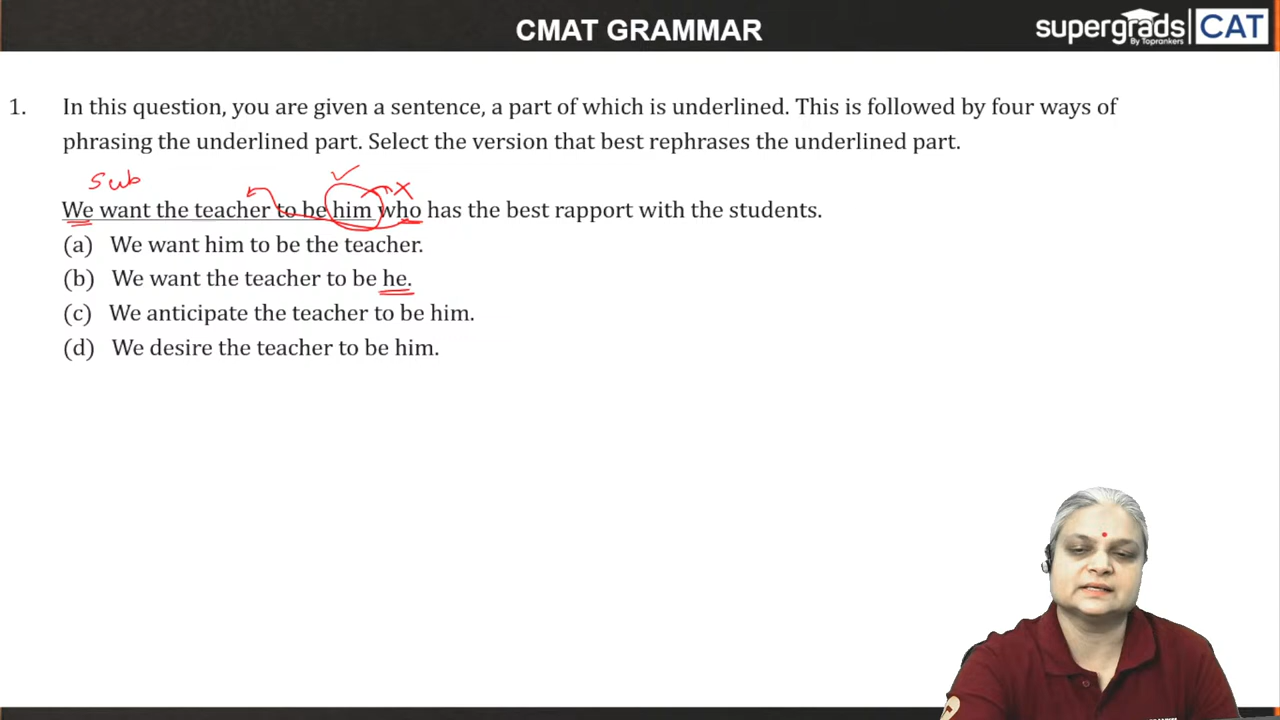 CMAT GRAMMAR
supergrads
By Toprankers
CAT
1. In this question, you are given a sentence, a part of which is underlined. This is followed by four ways of
phrasing the underlined part. Select the version that best rephrases the underlined part.
Sub
We want the teacher to be him who has the best rapport with the students.
(a) We want him to be the teacher.
(b) We want the teacher to be he.
(c) We anticipate the teacher to be him.
(d) We desire the teacher to be him.